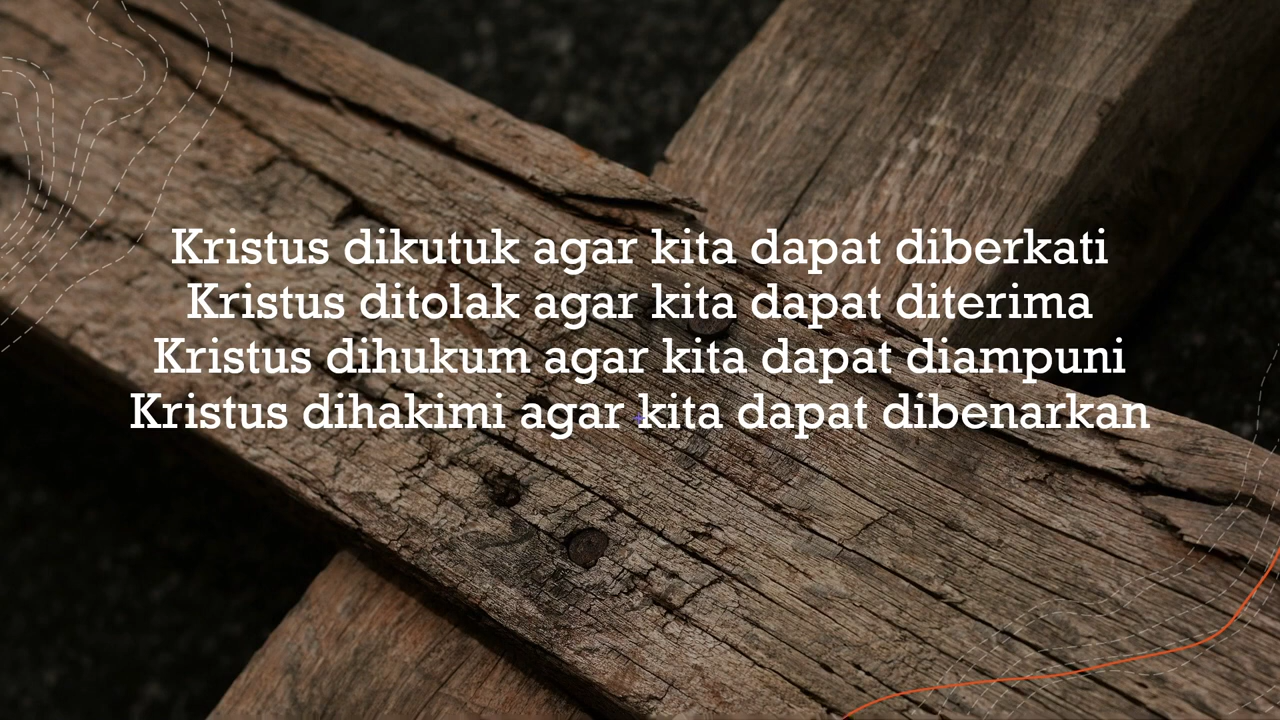 Kristus dikutuk agar kita dapat diberkati
Kristus ditolak agar kita dapat diterima
Kristus dihukum agar kita dapat diampuni
Kristus dihakimi agar kita dapat dibenarkan